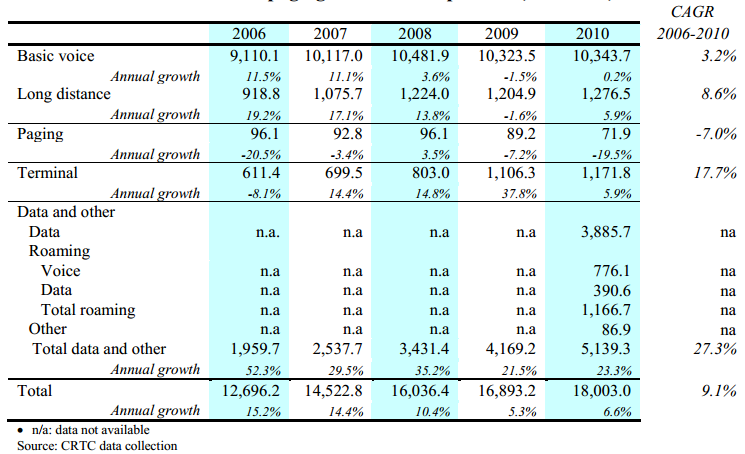 CAGR
2006 2007 2008 2009 2010 2006-2010
Basic voice 9,110.1 10,117.0 10,481.9 10,323.5 10,343.7 3.2%
Annual growth 11.5% 11.1% 3.6% -1.5% 0.2%
Long distance 918.8 1,075.7 1,224.0 1,204.9 1,276.5 8.6%
Annual growth 19.2% 17.1% 13.8% -1.6% 5.9%
Paging 96.1 92.8 96.1 89.2 71.9 -7.0%
Annual growth -20.5% -3.4% 3.5% -7.2% -19.5%
Terminal 611.4 699.5 803.0 1,106.3 1,171.8 17.7%
Annual growth -8.1% 14.4% 14.8% 37.8% 5.9%
Data and other
Data n.a. n.a n.a n.a 3,885.7 na
Roaming
Voice n.a n.a n.a n.a 776.1 na
Data n.a n.a n.a n.a 390.6 na
Total roaming n.a n.a n.a n.a 1,166.7 na
Other n.a n.a n.a n.a 86.9 na
Total data and other 1,959.7 2,537.7 3,431.4 4,169.2 5,139.3 27.3%
Annual growth 52.3% 29.5% 35.2% 21.5% 23.3%
Total 12,696.2 14,522.8 16,036.4 16,893.2 18,003.0 9.1%
Annual growth 15.2% 14.4% 10.4% 5.3% 6.6%
• n/a: data not available
Source: CRTC data collection